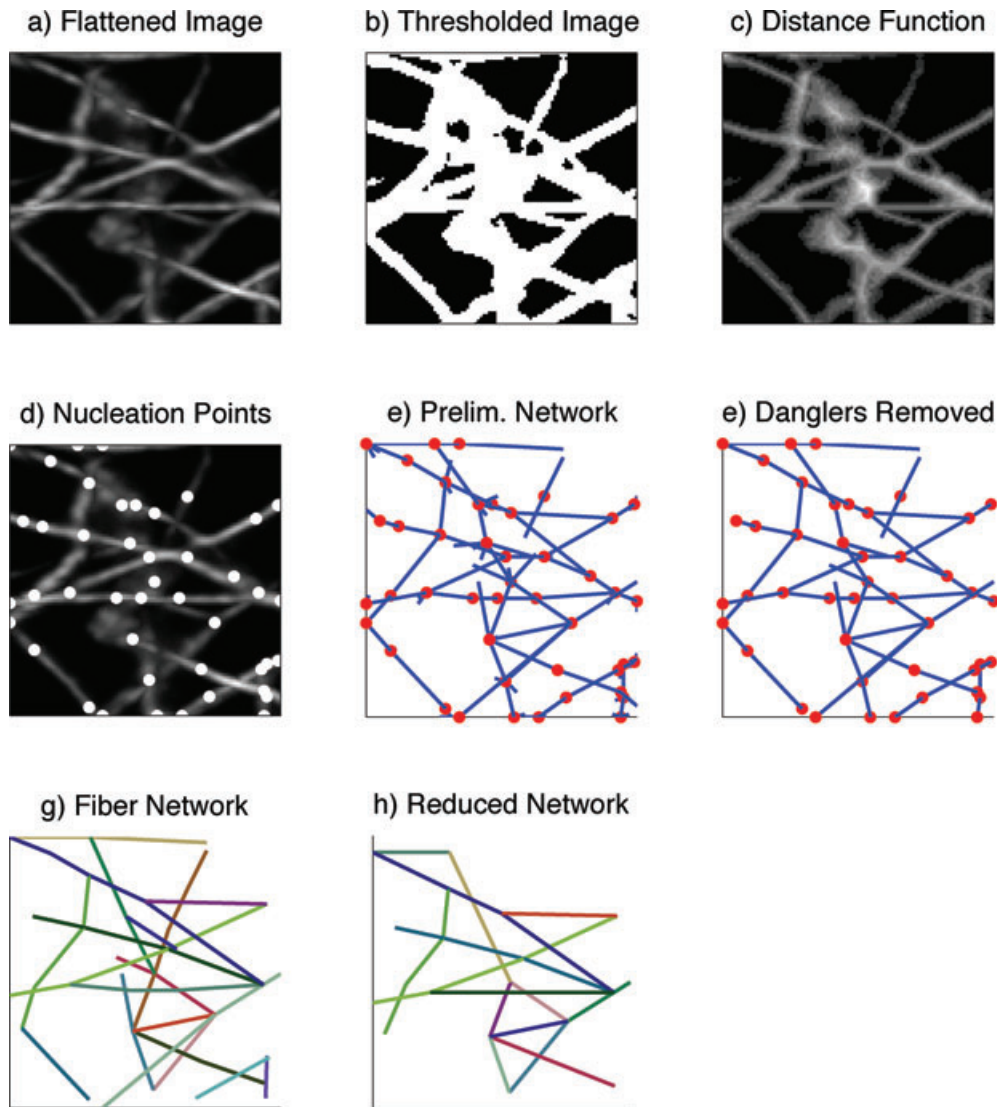 a) Flattened Image
b) Thresholded Image
c) Distance Function
d) Nucleation Points
e) Prelim. Network
e) Danglers Removed
g) Fiber Network
h) Reduced Network